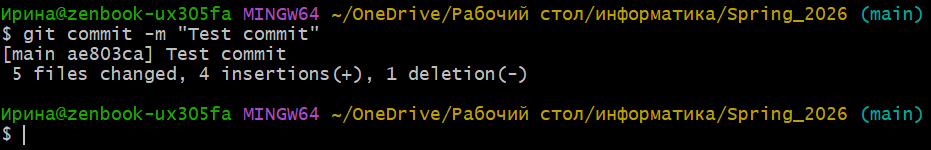 Ирина@zenbook-ux305fa MINGW64 ~/OneDrive/Рабочий стол/информатика/Spring_2026 (main)
$ git commit -m "Test commit"
[main ae803ca] Test commit
 5 files changed, 4 insertions(+), 1 deletion(-)

Ирина@zenbook-ux305fa MINGW64 ~/OneDrive/Рабочий стол/информатика/Spring_2026 (main)
$